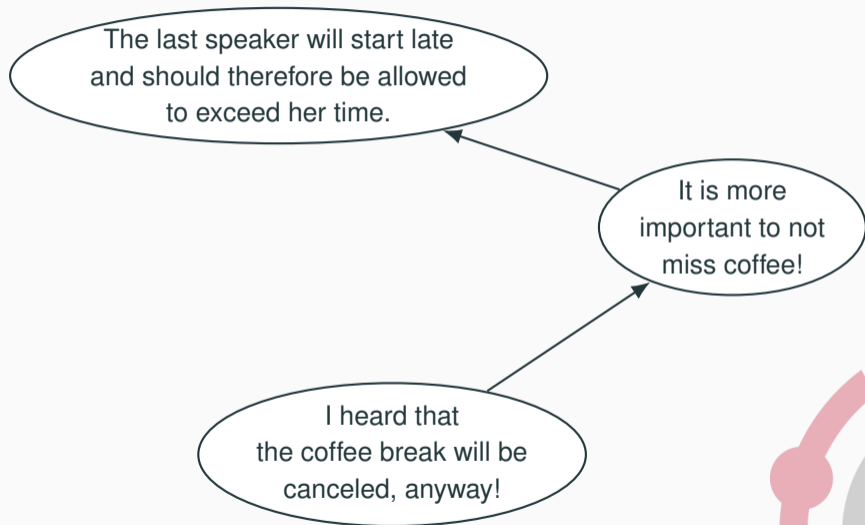 The last speaker will start late
and should therefore be allowed
to exceed her time.
It is more
important to not
miss coffee!
I heard that
the coffee break will be
canceled, anyway!